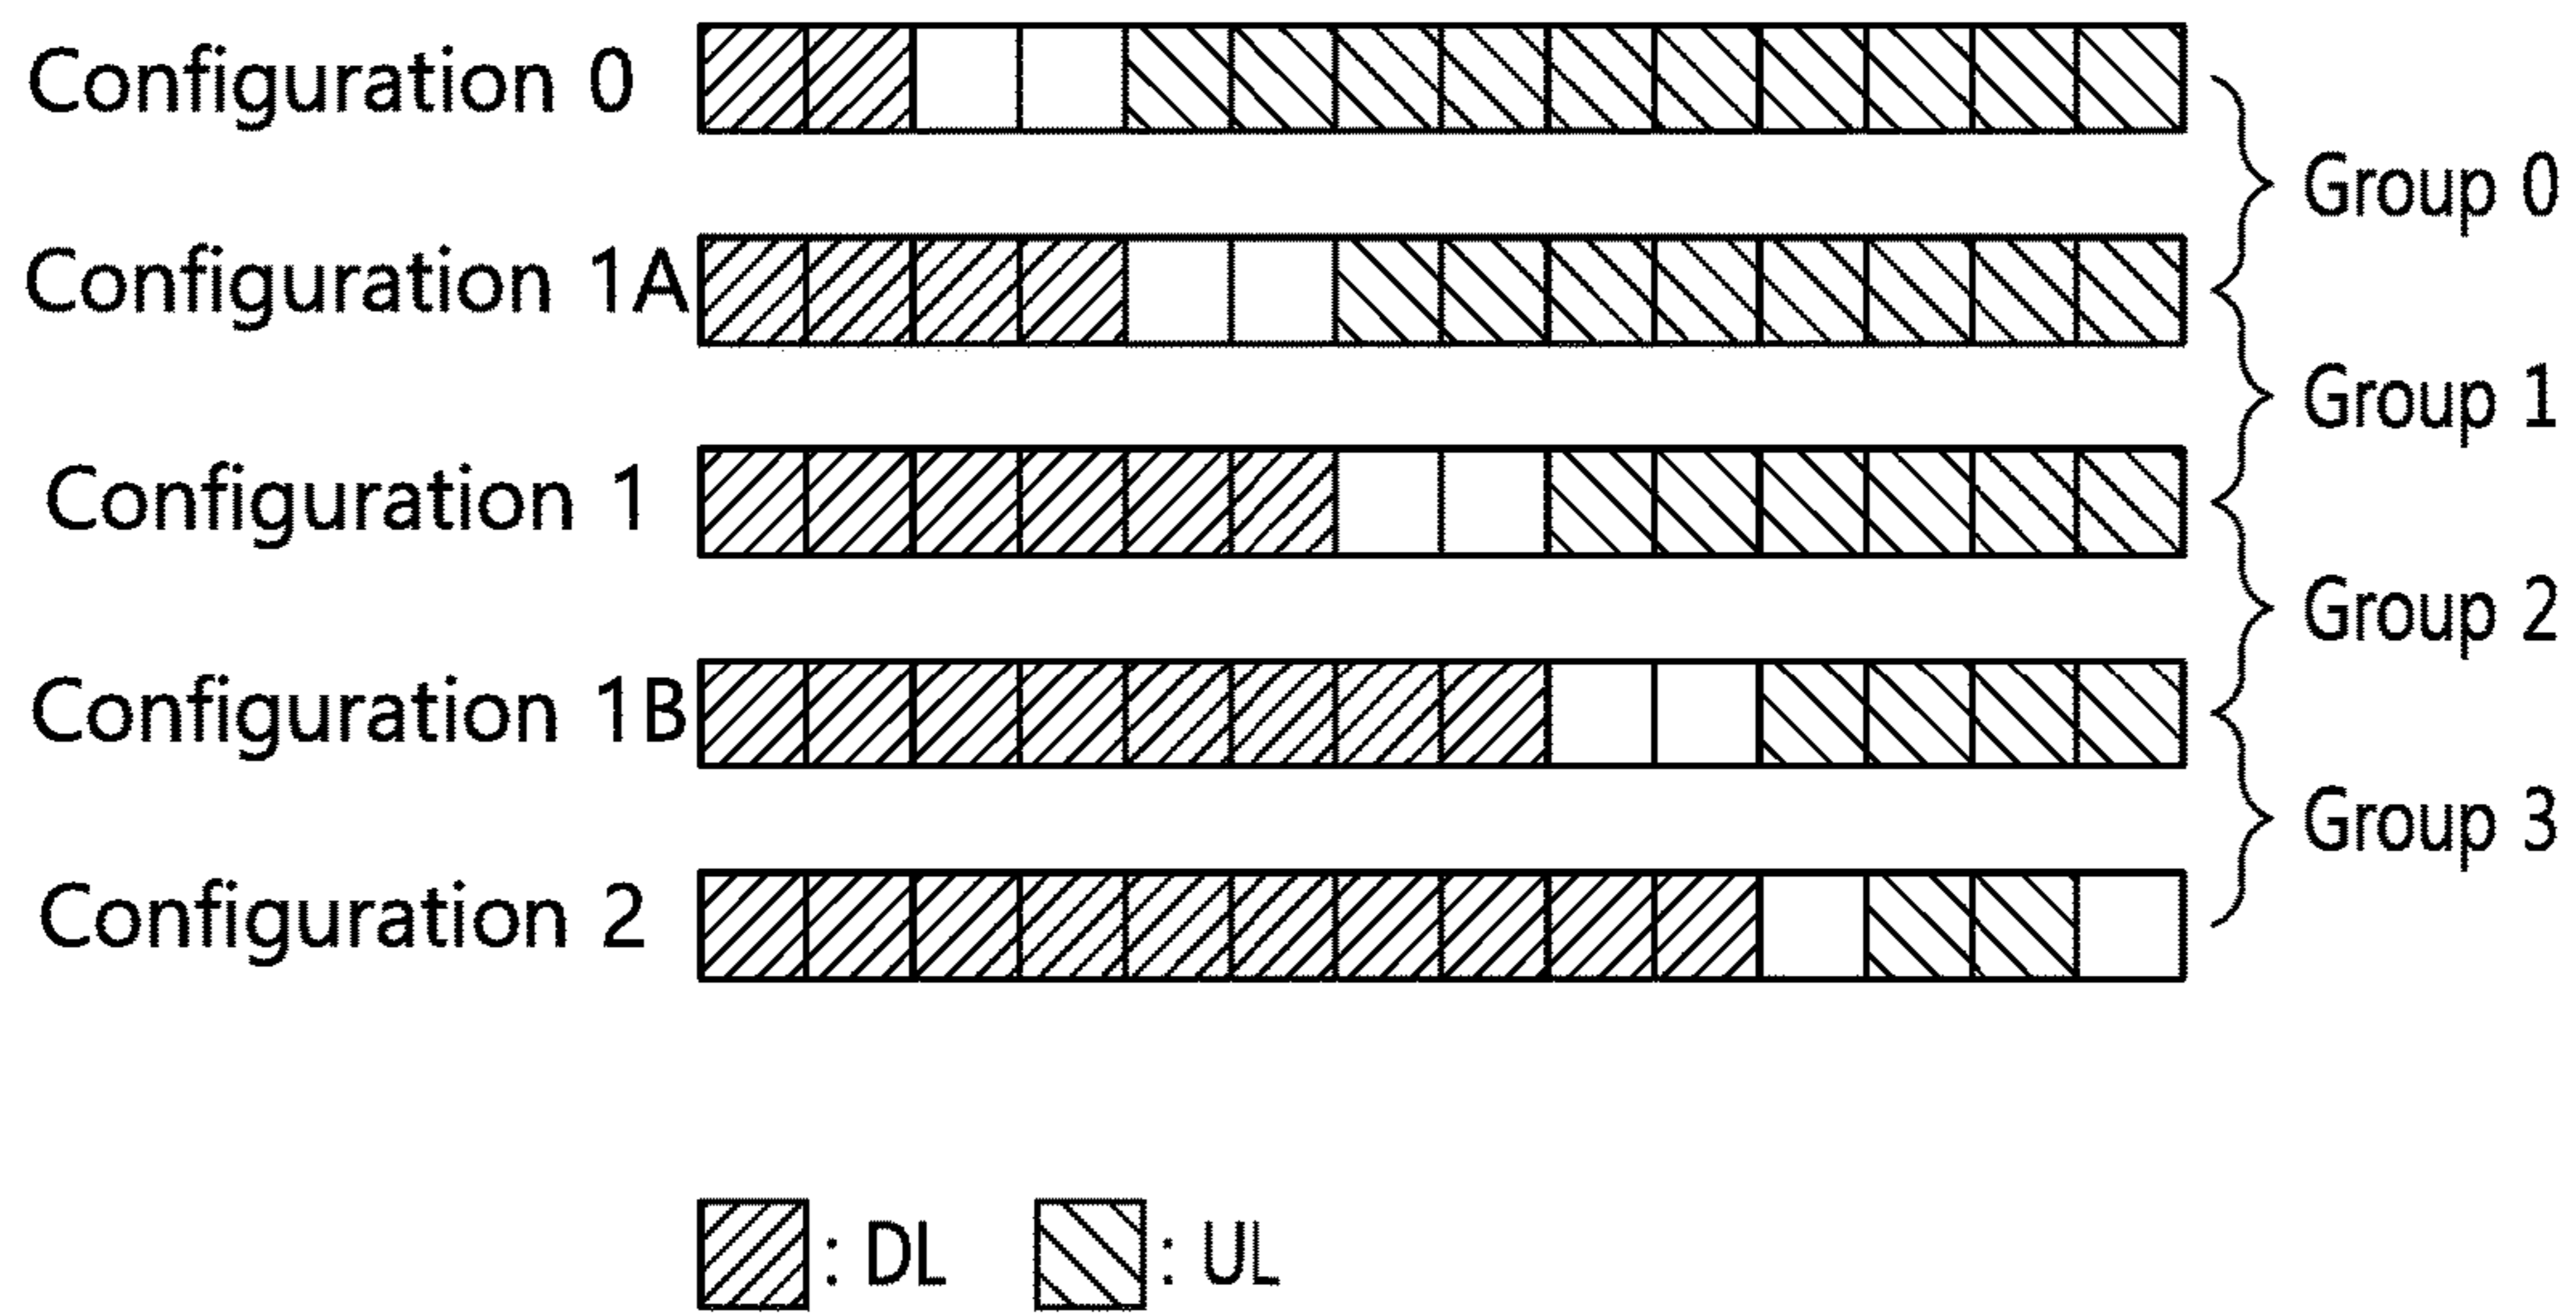 Configuration 0
Group 0
Configuration 1A
Group 1
Configuration 1
Group 2
Configuration 1B
Group 3
Configuration 2
: DL : UL